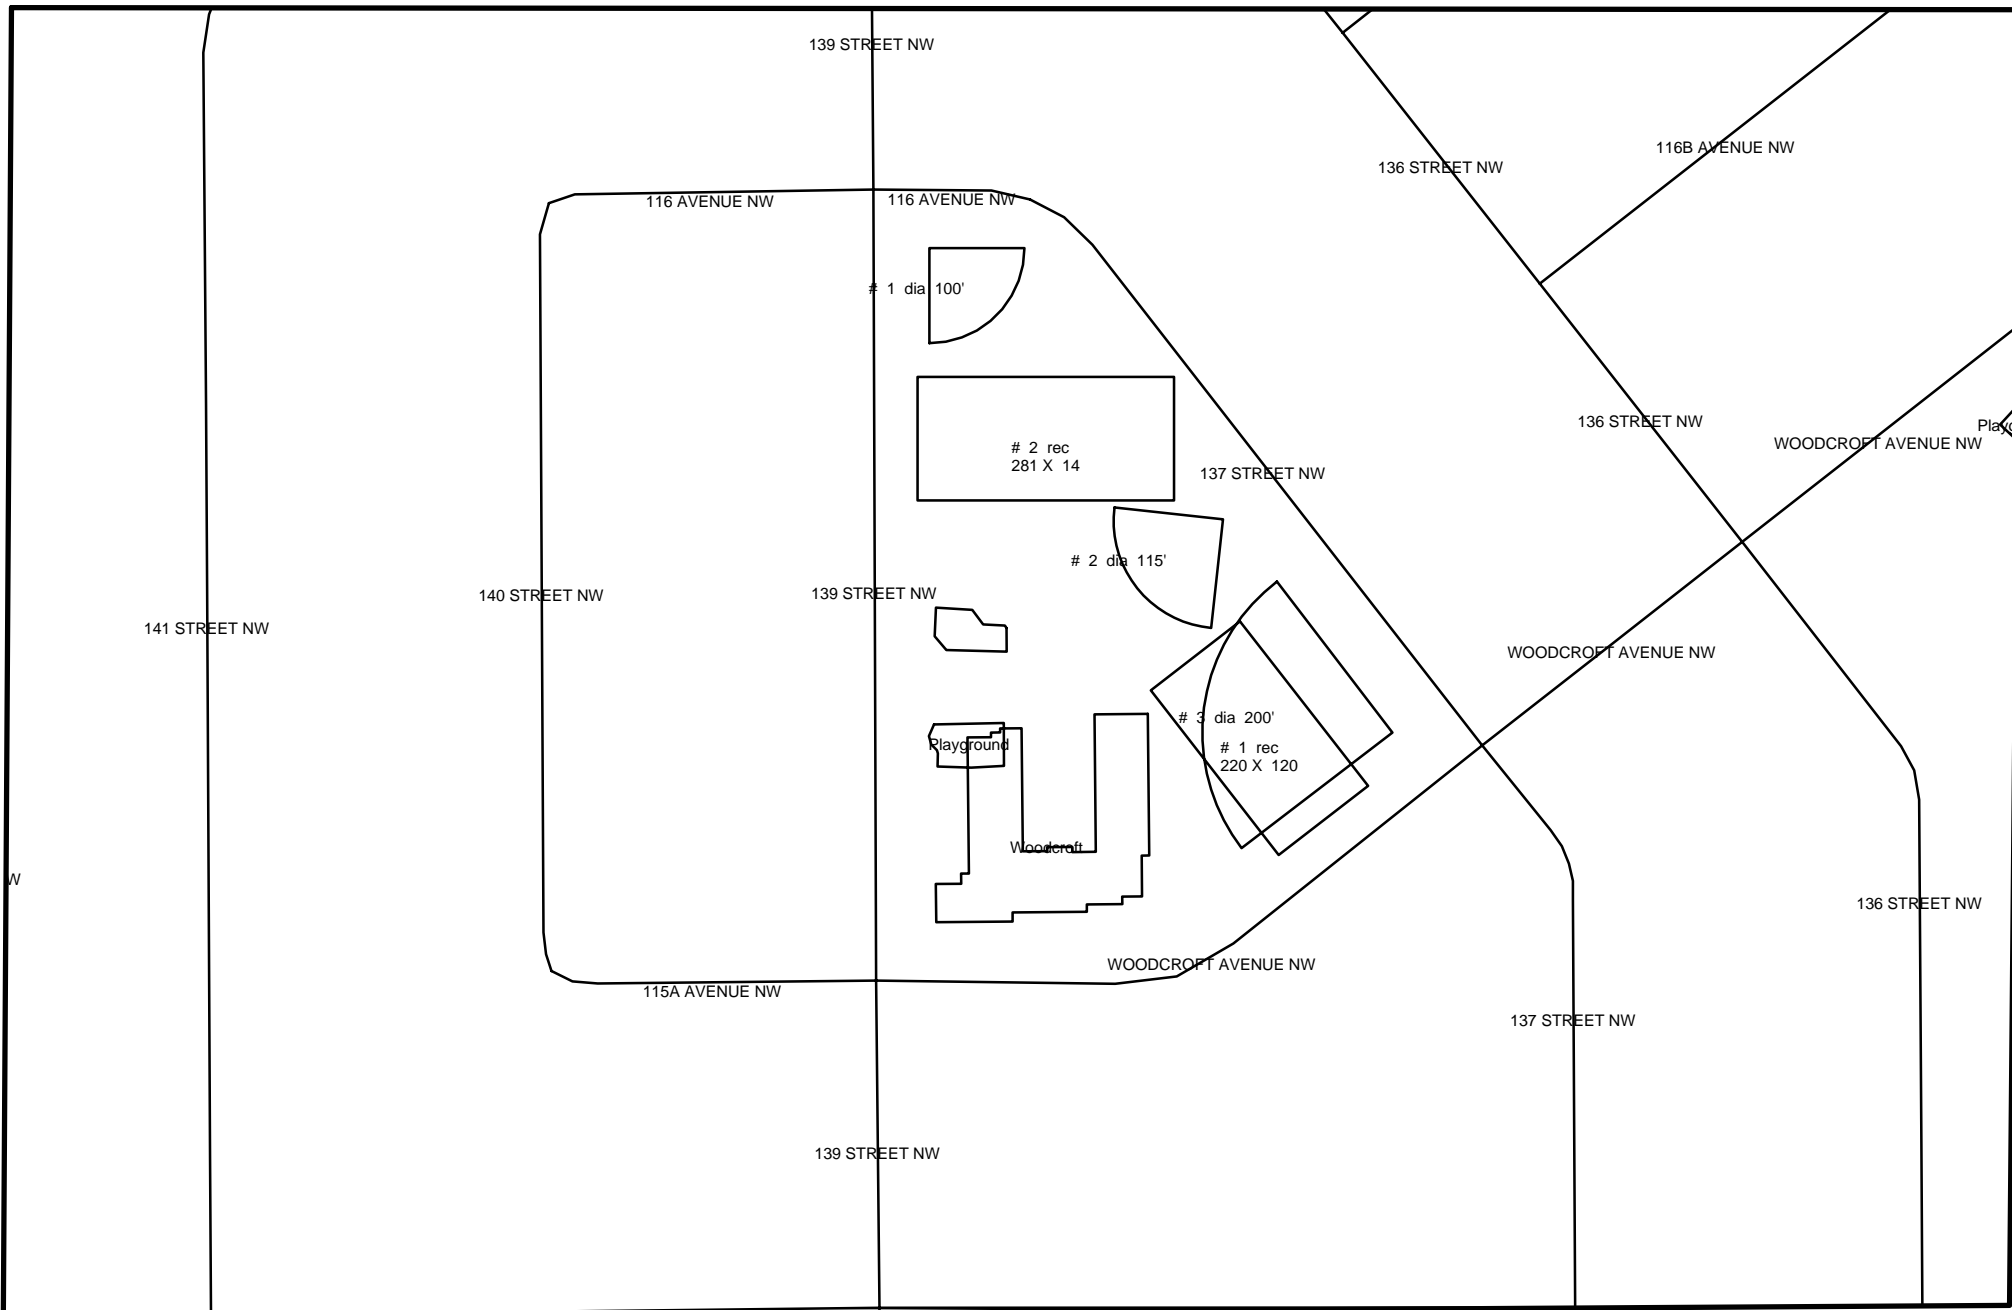 139 STREET NW
116B AVENUE NW
136 STREET NW
116 AVENUE NW
116 AVENUE NW
# 1 dia 100'
136 STREET NW
WOODCROFT AVENUE NW
# 2 rec
281 X 14
137 STREET NW
# 2 dia 115'
140 STREET NW
139 STREET NW
141 STREET NW
WOODCROFT AVENUE NW
# 3 dia 200'
Playground
# 1 rec
220 X 120
Woodcroft
W
136 STREET NW
WOODCROFT AVENUE NW
115A AVENUE NW
137 STREET NW
139 STREET NW